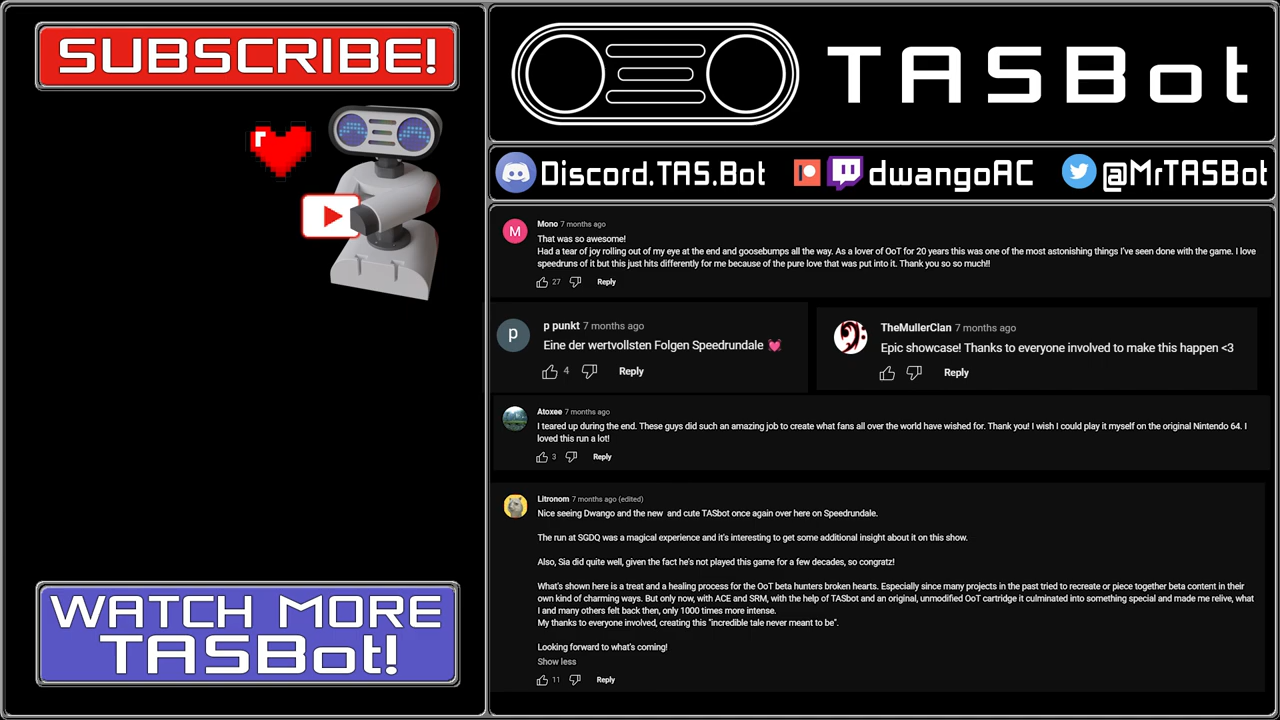 SUBSCRIBE!
TASBot
Discord.TAS.Bot
dwangoAC
@MrTASBot
M
Mono 7 months ago
That was so awesome!
Had a tear of joy rolling out of my eye at the end and goosebumps all the way. As a lover of OoT for 20 years this was one of the most astonishing things I've seen done with the game. I love
speedruns of it but this just hits differently for me because of the pure love that was put into it. Thank you so so much!!
27 Reply
p
p punkt 7 months ago
Eine der wertvollsten Folgen Speedrundale 💓
4 Reply
TheMullerClan 7 months ago
Epic showcase! Thanks to everyone involved to make this happen <3
Reply
Atoxee 7 months ago
I teared up during the end. These guys did such an amazing job to create what fans all over the world have wished for. Thank you! I wish I could play it myself on the original Nintendo 64. I
loved this run a lot!
3 Reply
Litronom 7 months ago (edited)
Nice seeing Dwango and the new and cute TASbot once again over here on Speedrundale.
The run at SGDQ was a magical experience and it's interesting to get some additional insight about it on this show.
Also, Sia did quite well, given the fact he's not played this game for a few decades, so congratz!
What's shown here is a treat and a healing process for the OoT beta hunters broken hearts. Especially since many projects in the past tried to recreate or piece together beta content in their
own kind of charming ways. But only now, with ACE and SRM, with the help of TASbot and an original, unmodified OoT cartridge it culminated into something special and made me relive, what
I and many others felt back then, only 1000 times more intense.
My thanks to everyone involved, creating this "incredible tale never meant to be".
Looking forward to what's coming!
Show less
11 Reply
WATCH MORE
TASBot!